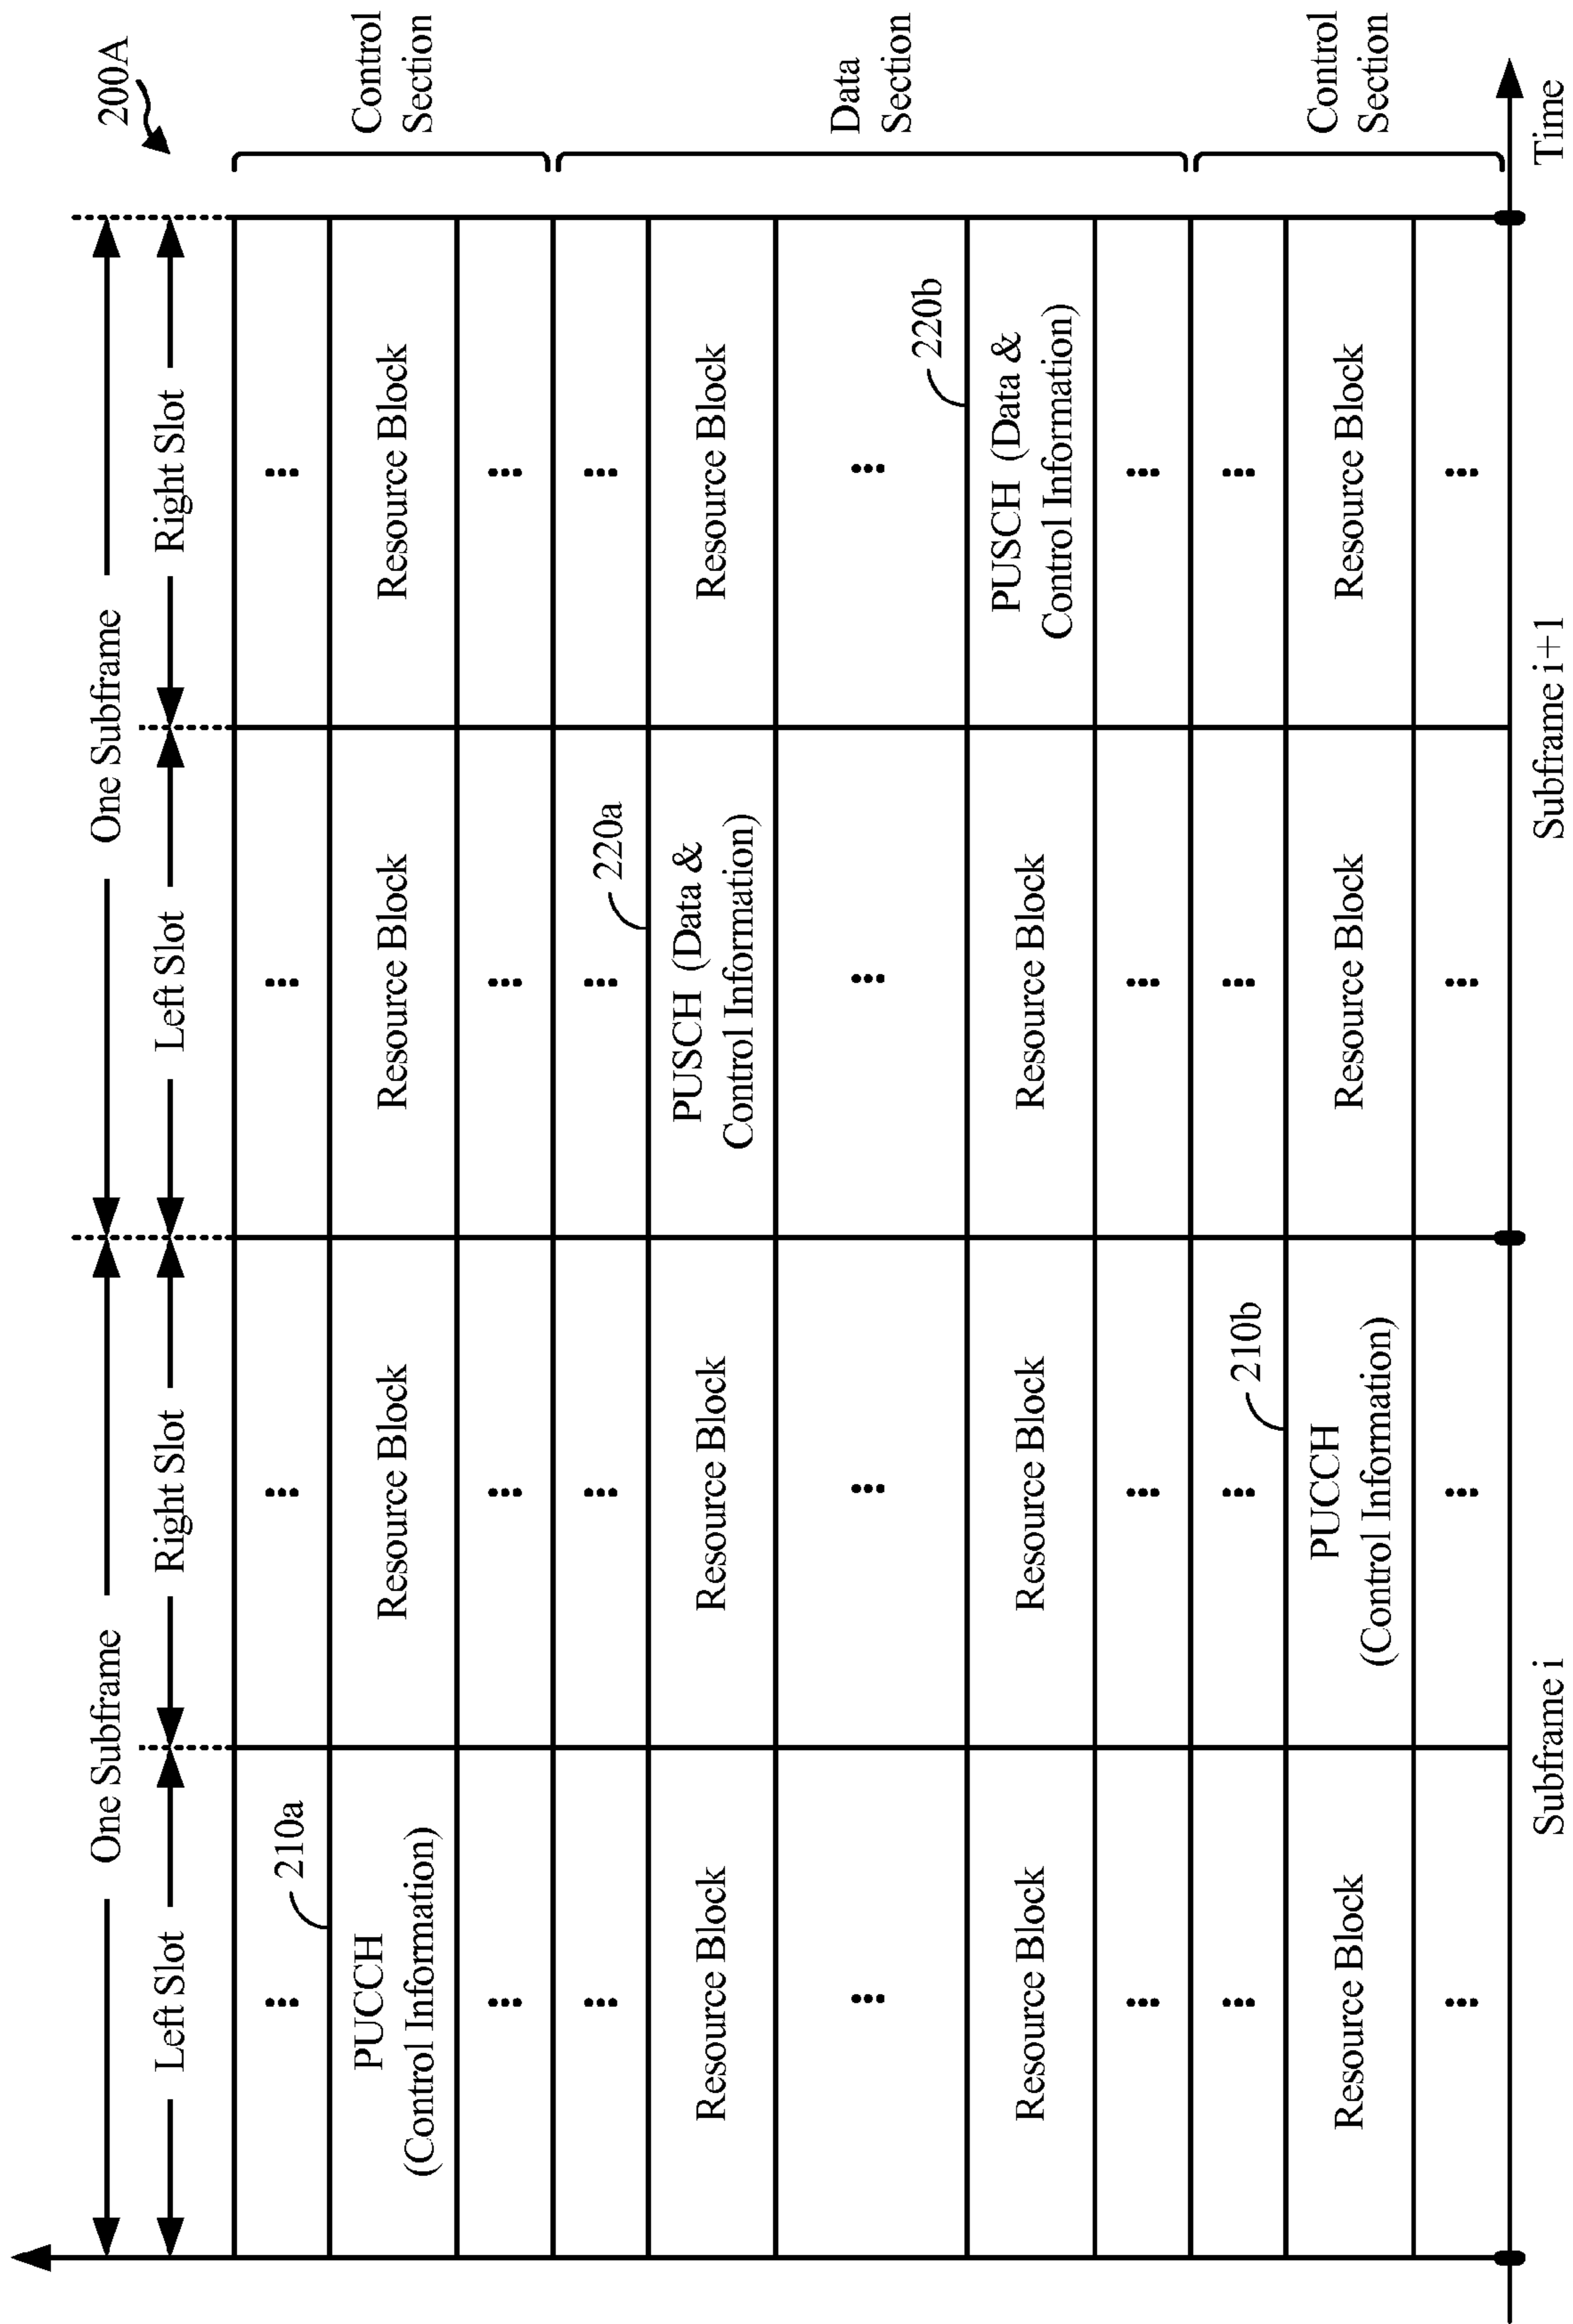 200A
One Subframe
One Subframe
Left Slot
Right Slot
Left Slot
Right Slot
⋮
⋮
⋮
⋮
210a
PUCCH
(Control Information)
Resource Block
Resource Block
Resource Block
Control
Section
⋮
⋮
⋮
⋮
⋮
⋮
⋮
⋮
220a
Resource Block
Resource Block
PUSCH (Data &
Control Information)
Resource Block
⋮
⋮
⋮
⋮
Data
Section
220b
Resource Block
Resource Block
Resource Block
PUSCH (Data &
Control Information)
⋮
⋮
⋮
⋮
⋮
⋮
⋮
⋮
210b
Resource Block
PUCCH
(Control Information)
Resource Block
Resource Block
Control
Section
⋮
⋮
⋮
⋮
Subframe i
Subframe i+1
Time